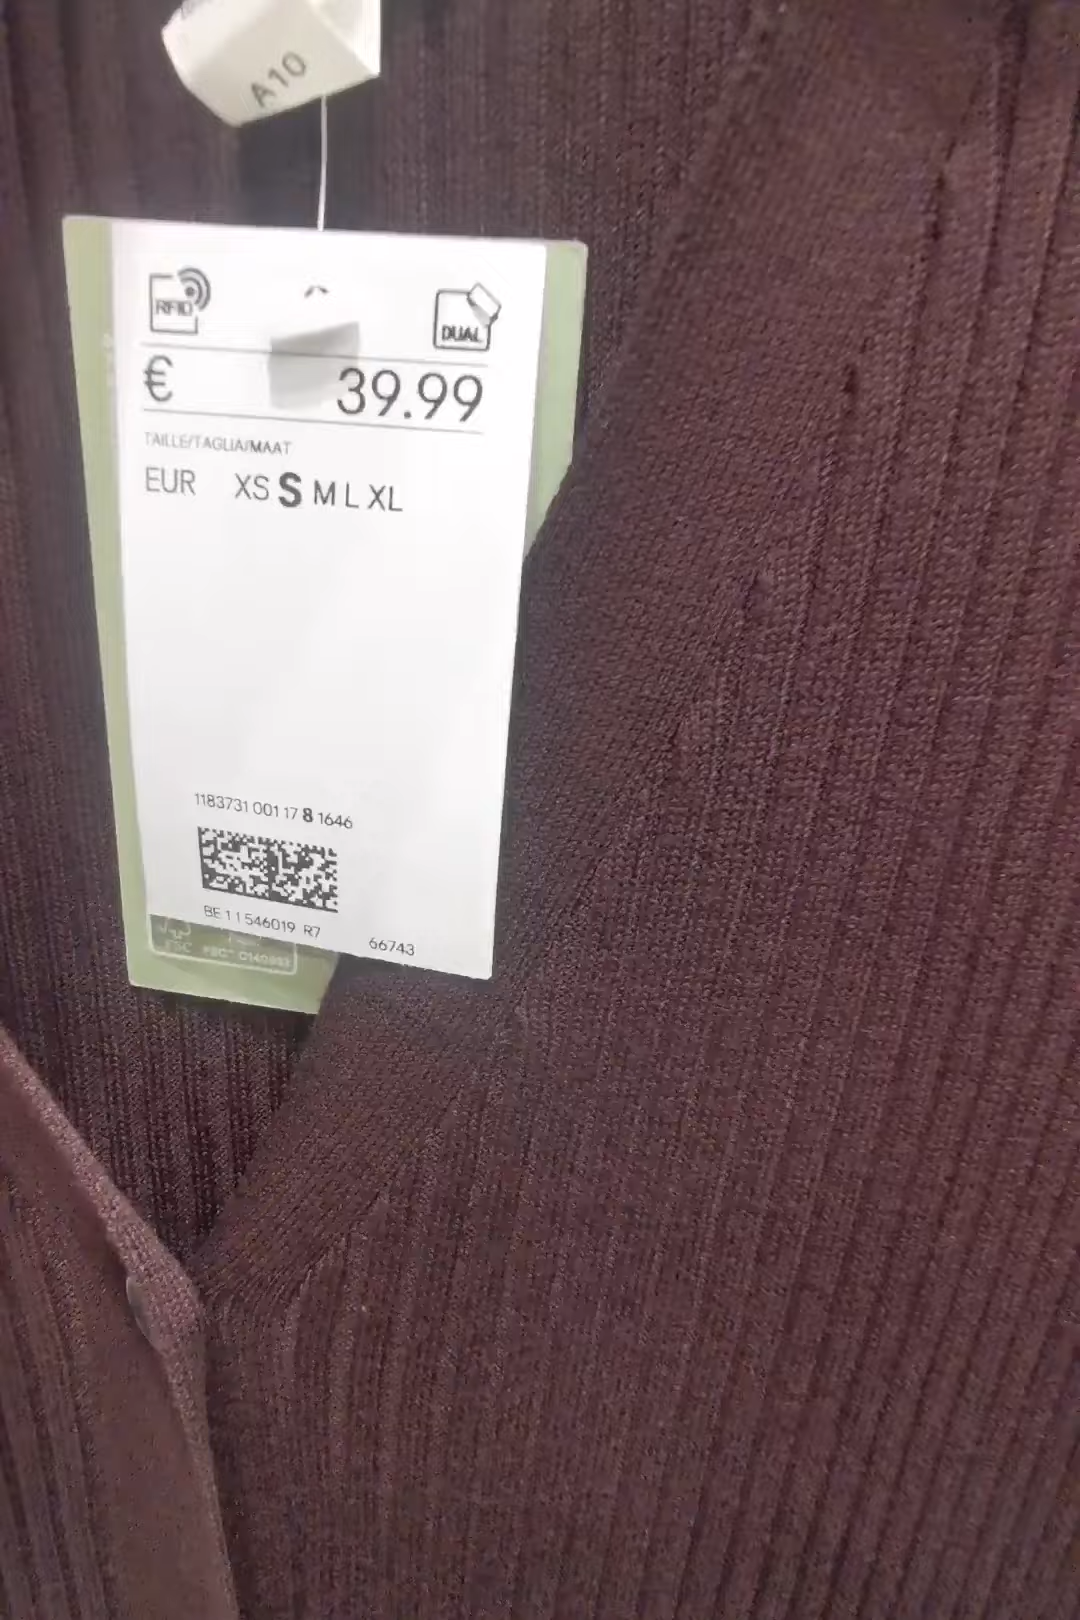 A10
RFID
DUAL
€ 39.99
TAILLE/TAGLIA/MAAT
EUR XS S M L XL
1183731 001 17 8 1646
BE 1 1 546019 R7 66743
FSC